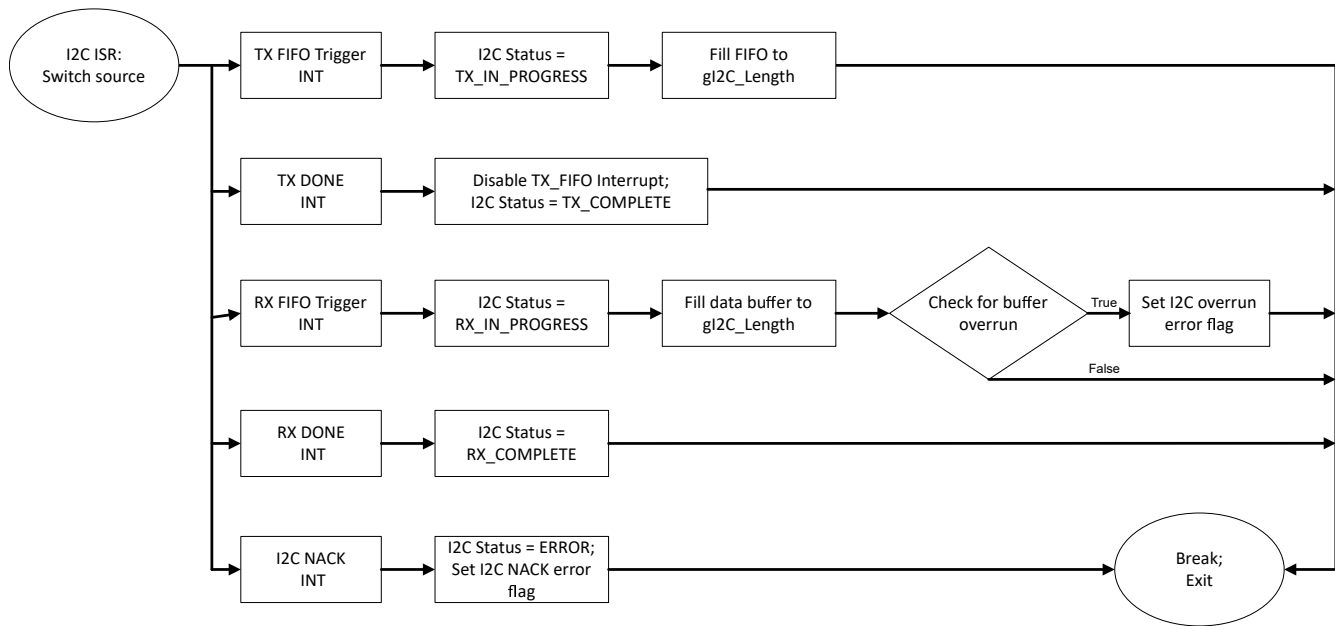 I2C ISR:
Switch source
TX FIFO Trigger
INT
I2C Status =
TX_IN_PROGRESS
Fill FIFO to
gI2C_Length
TX DONE
INT
Disable TX_FIFO Interrupt;
I2C Status = TX_COMPLETE
RX FIFO Trigger
INT
I2C Status =
RX_IN_PROGRESS
Fill data buffer to
gI2C_Length
Check for buffer
overrun
True
Set I2C overrun
error flag
False
RX DONE
INT
I2C Status =
RX_COMPLETE
I2C NACK
INT
I2C Status = ERROR;
Set I2C NACK error
flag
Break;
Exit